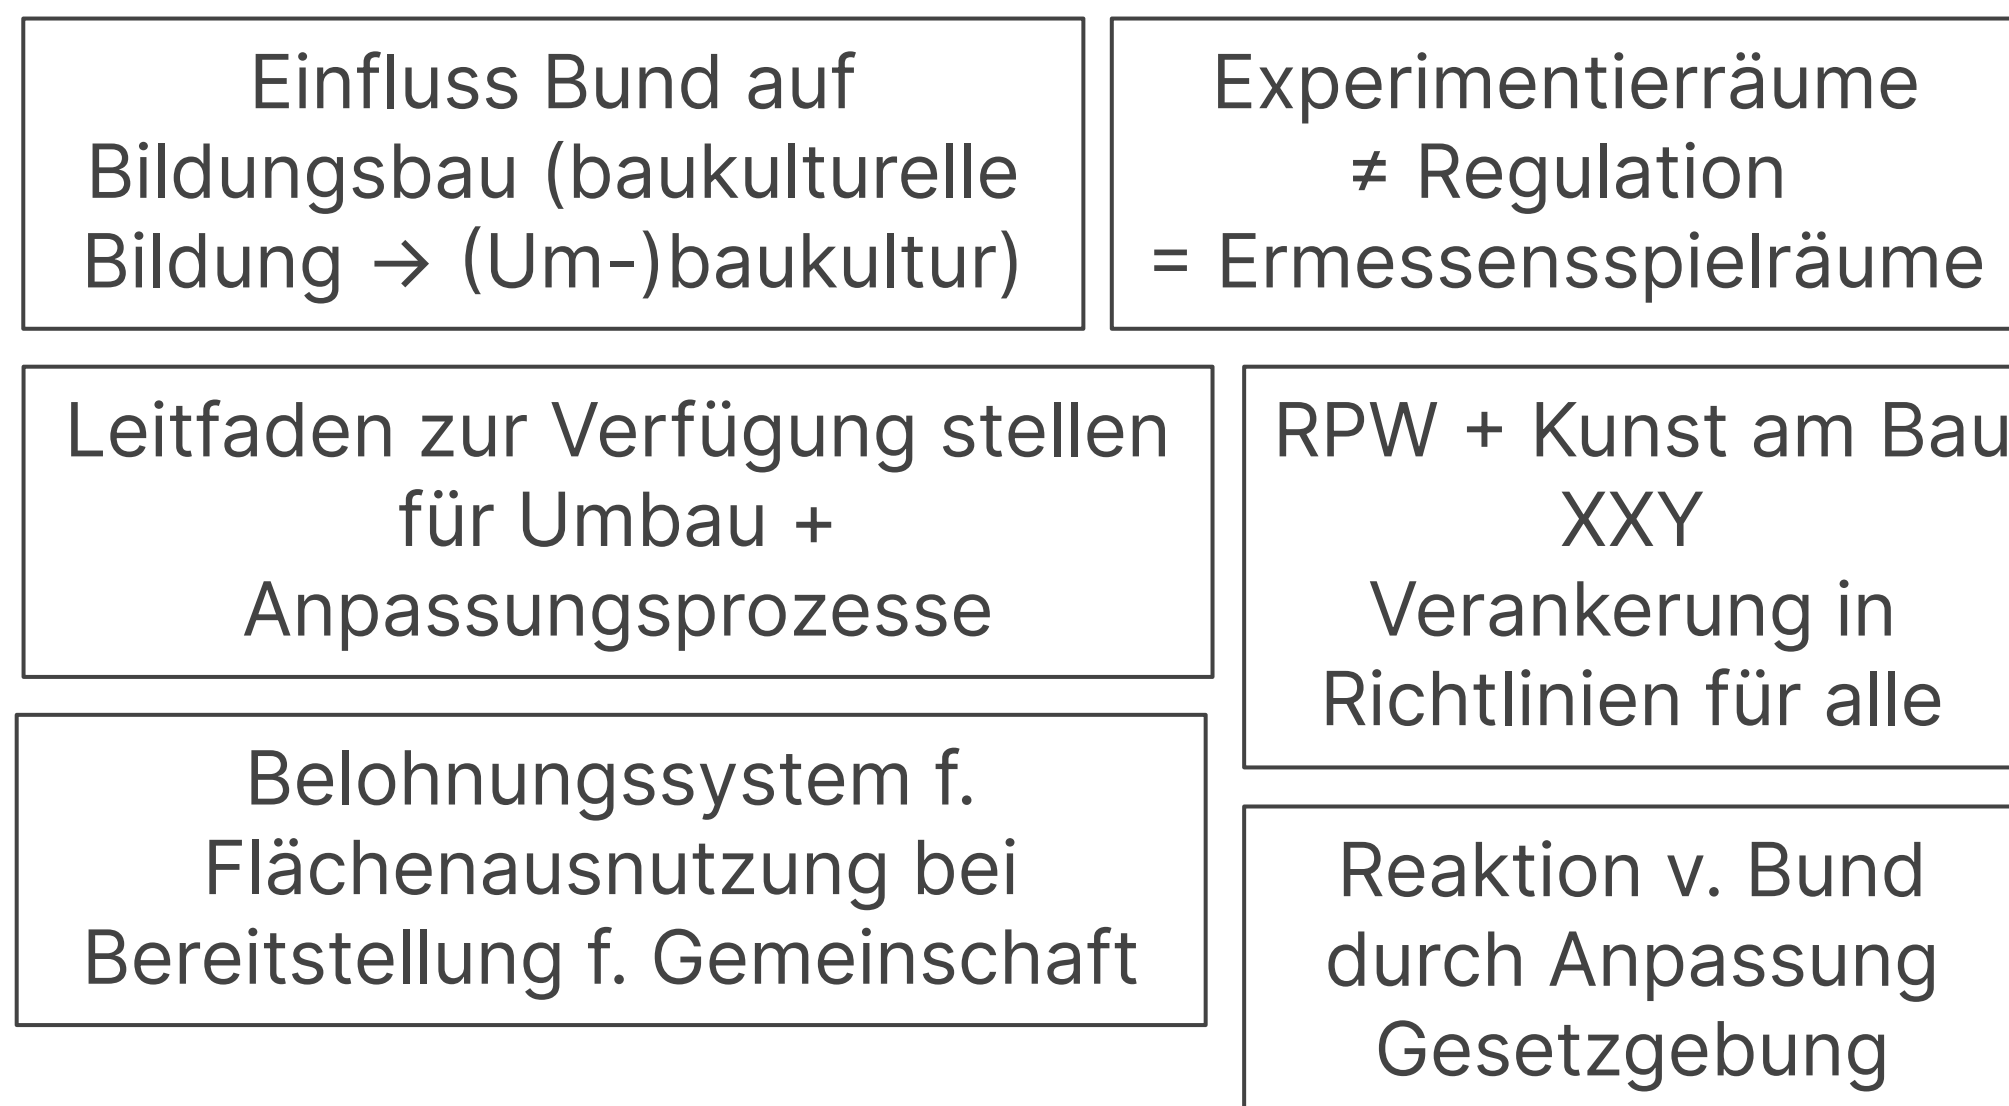 Einfluss Bund auf
Bildungsbau (baukulturelle
Bildung → (Um-)baukultur)
Experimentierräume
≠ Regulation
= Ermessensspielräume
Leitfaden zur Verfügung stellen
für Umbau +
Anpassungsprozesse
RPW + Kunst am Bau
XXY
Verankerung in
Richtlinien für alle
Belohnungssystem f.
Flächenausnutzung bei
Bereitstellung f. Gemeinschaft
Reaktion v. Bund
durch Anpassung
Gesetzgebung